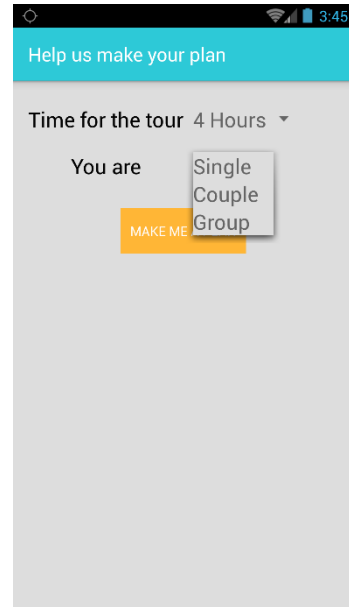 3:45
Help us make your plan
Time for the tour 4 Hours
You are Single
Couple
Group
MAKE ME